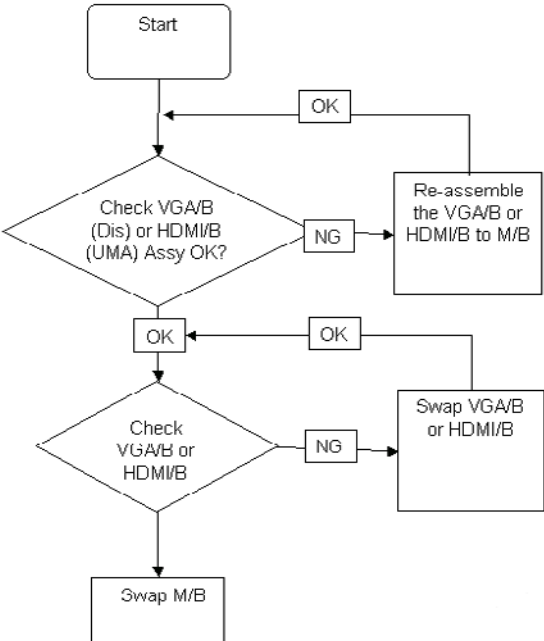 Start
OK
Check VGA/B
(Dis) or HDMI/B
(UMA) Assy OK?
NG
Re-assemble
the VGA/B or
HDMI/B to M/B
OK
OK
Check
VGA/B or
HDMI/B
NG
Swap VGA/B
or HDMI/B
Swap M/B